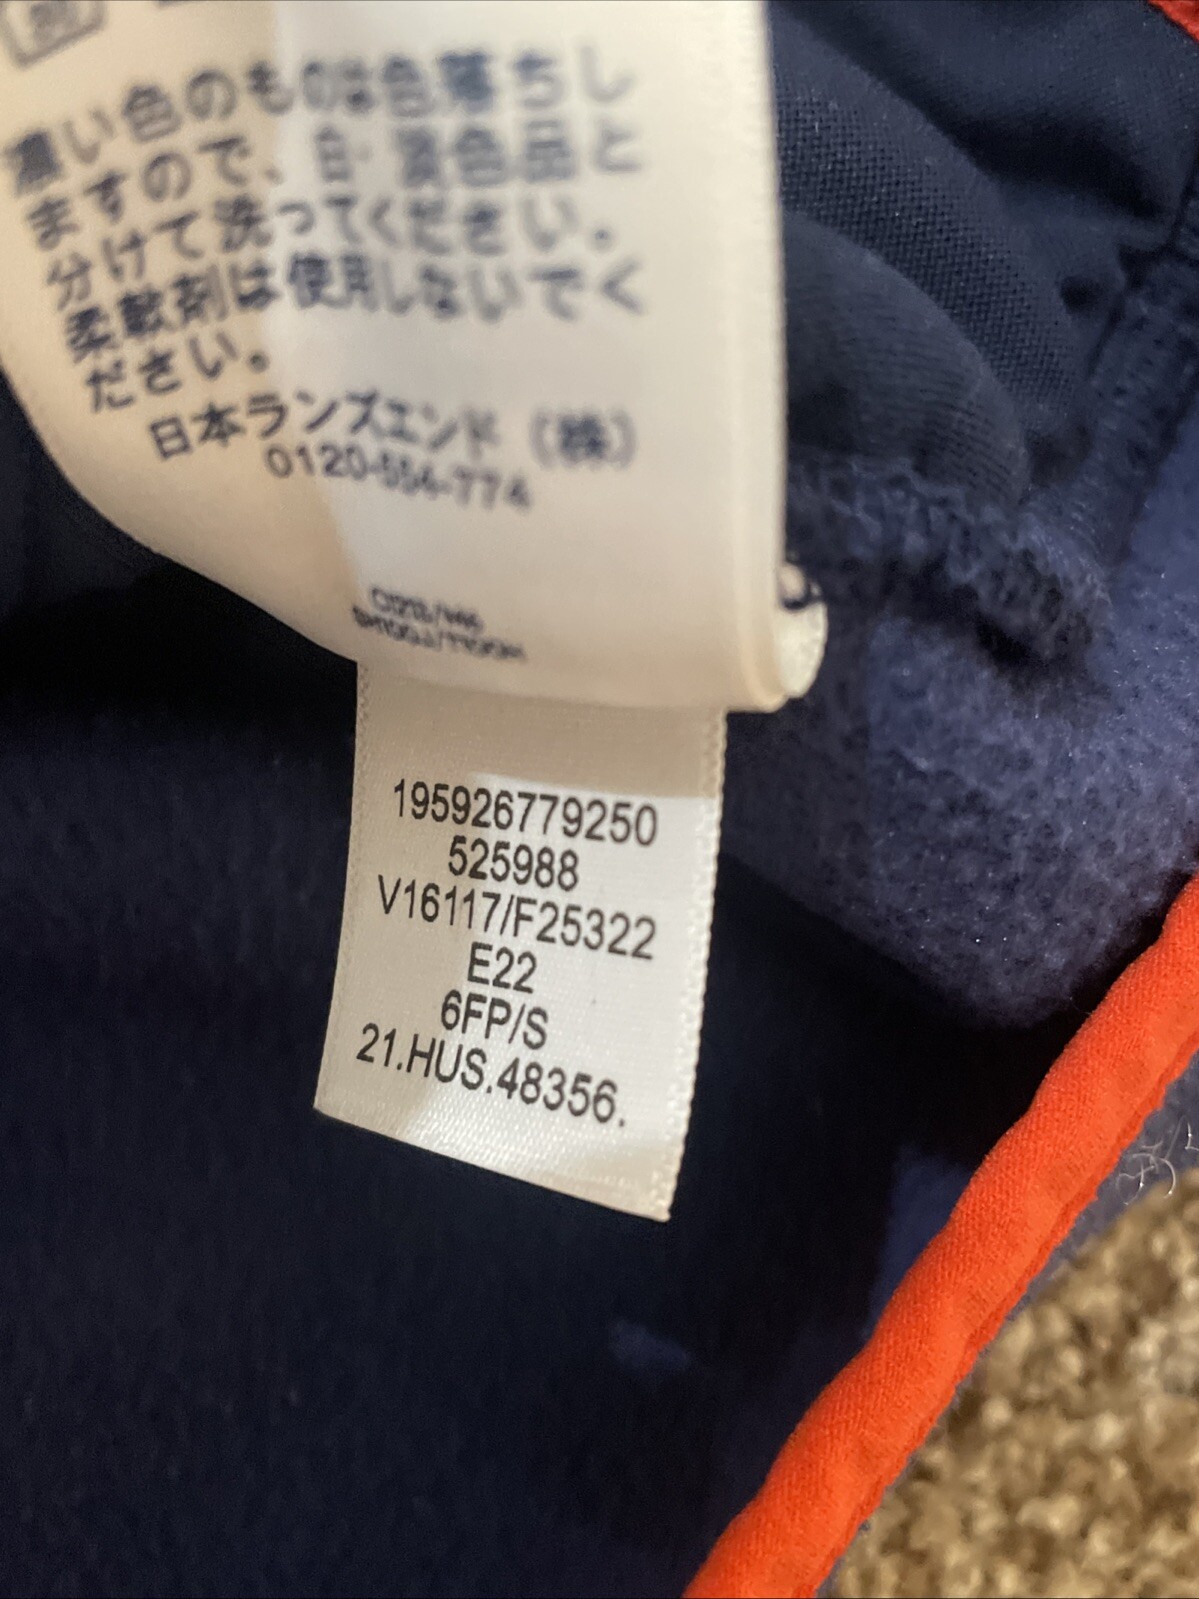 濃い色のものは色落ちし
ますので、白・淡色品と
分けて洗ってください。
柔軟剤は使用しないでく
ださい。
日本ランズエンド（株）
0120-554-774
195926779250
525988
V16117/F25322
E22
6FP/S
21.HUS.48356.